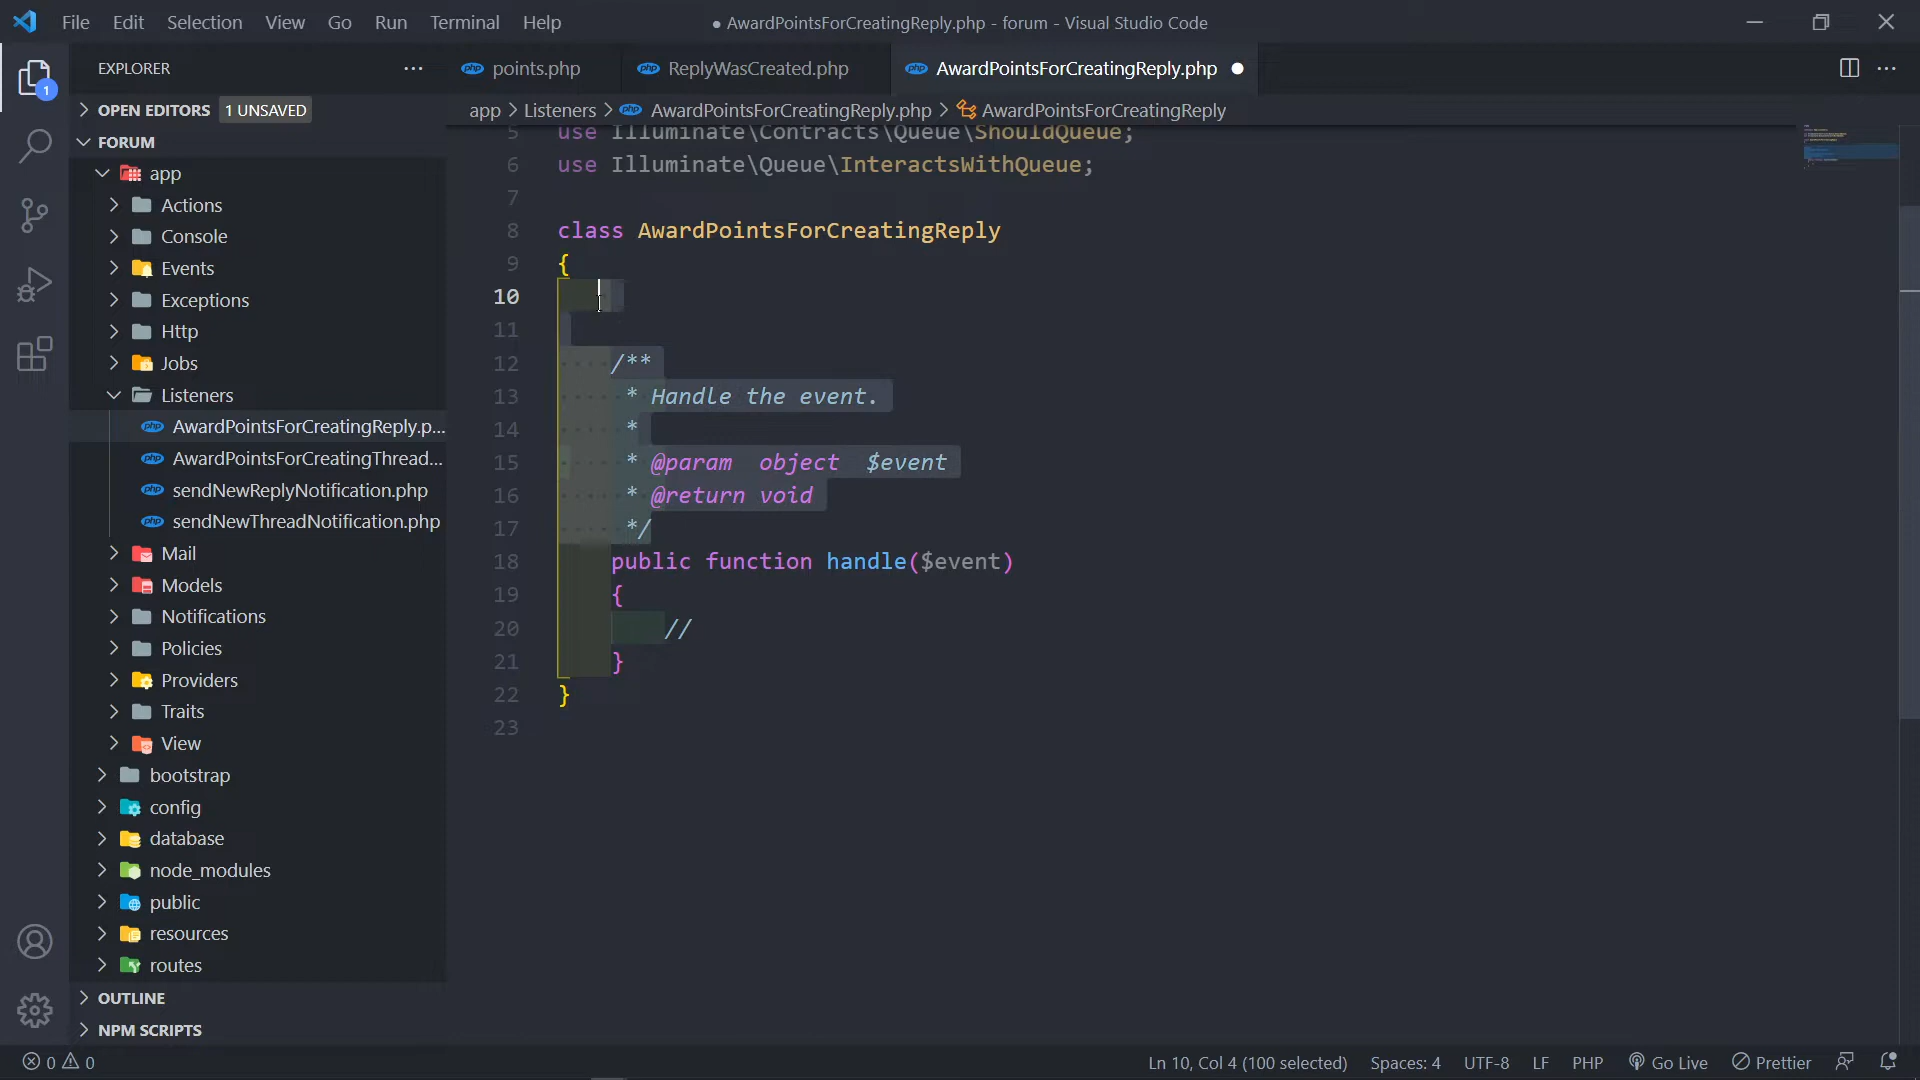 File Edit Selection View Go Run Terminal Help
● AwardPointsForCreatingReply.php - forum - Visual Studio Code
1
EXPLORER
OPEN EDITORS 1 UNSAVED
FORUM
app
Actions
Console
Events
Exceptions
Http
Jobs
Listeners
AwardPointsForCreatingReply.p...
AwardPointsForCreatingThread...
sendNewReplyNotification.php
sendNewThreadNotification.php
Mail
Models
Notifications
Policies
Providers
Traits
View
bootstrap
config
database
node_modules
public
resources
routes
OUTLINE
NPM SCRIPTS
php points.php
php ReplyWasCreated.php
php AwardPointsForCreatingReply.php ●
app > Listeners > php AwardPointsForCreatingReply.php > AwardPointsForCreatingReply
5 use Illuminate\Contracts\Queue\ShouldQueue;
6 use Illuminate\Queue\InteractsWithQueue;
7
8 class AwardPointsForCreatingReply
9 {
10
11
12 /**
13 * Handle the event.
14 *
15 * @param  object  $event
16 * @return void
17 */
18 public function handle($event)
19 {
20 //
21 }
22 }
23
0 0
Ln 10, Col 4 (100 selected) Spaces: 4 UTF-8 LF PHP Go Live Prettier